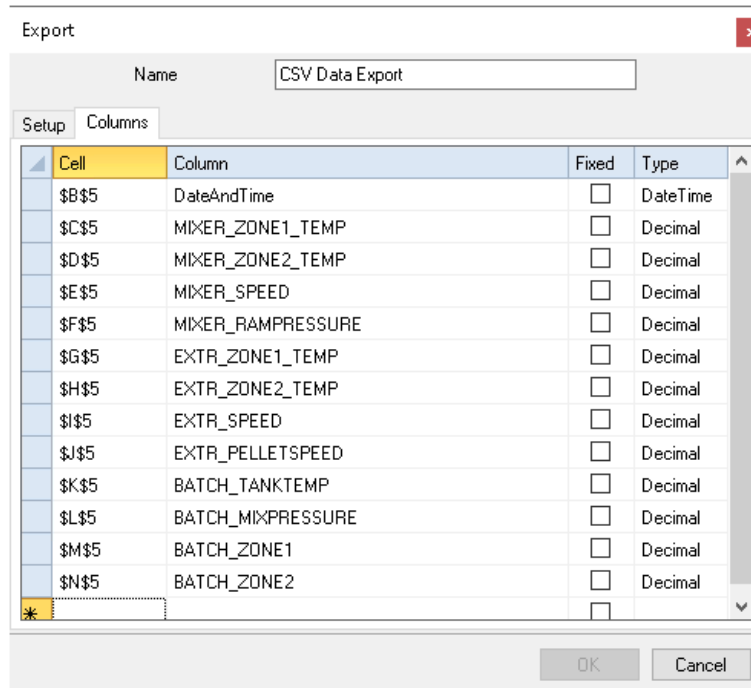 Export x
Name CSV Data Export
Setup Columns
Cell Column Fixed Type
$B$5 DateAndTime DateTime
$C$5 MIXER_ZONE1_TEMP Decimal
$D$5 MIXER_ZONE2_TEMP Decimal
$E$5 MIXER_SPEED Decimal
$F$5 MIXER_RAMPRESSURE Decimal
$G$5 EXTR_ZONE1_TEMP Decimal
$H$5 EXTR_ZONE2_TEMP Decimal
$I$5 EXTR_SPEED Decimal
$J$5 EXTR_PELLETSPEED Decimal
$K$5 BATCH_TANKTEMP Decimal
$L$5 BATCH_MIXPRESSURE Decimal
$M$5 BATCH_ZONE1 Decimal
$N$5 BATCH_ZONE2 Decimal
*
OK Cancel